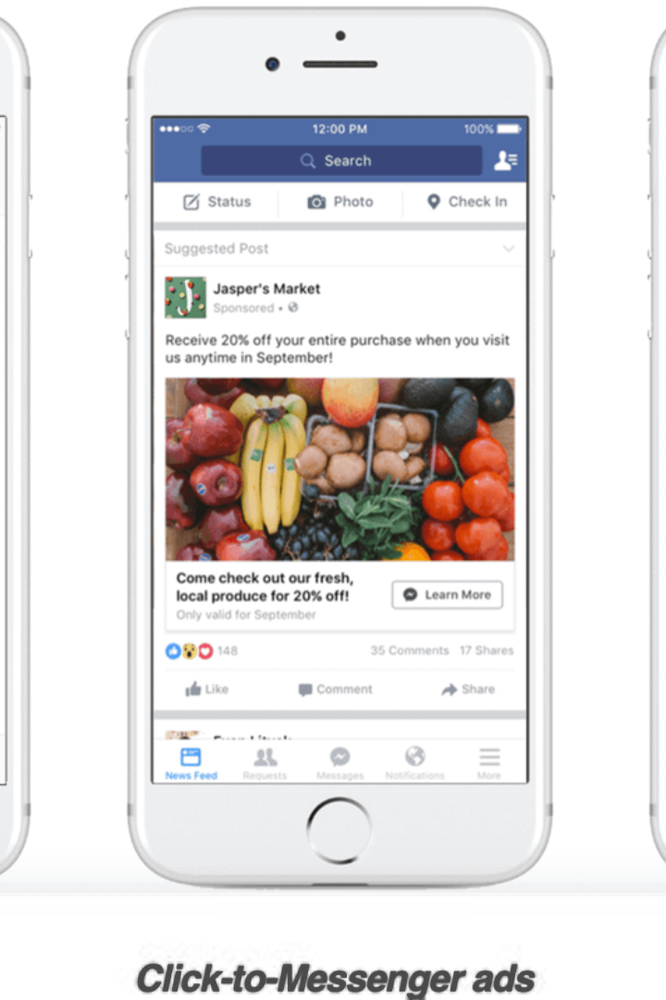 12:00 PM
100%
Search
Status
Photo
Check In
Suggested Post
Jasper's Market
Sponsored •
Receive 20% off your entire purchase when you visit
us anytime in September!
Come check out our fresh,
local produce for 20% off!
Learn More
Only valid for September
148
35 Comments 17 Shares
Like
Comment
Share
News Feed
Requests
Messages
Notifications
More
Click-to-Messenger ads